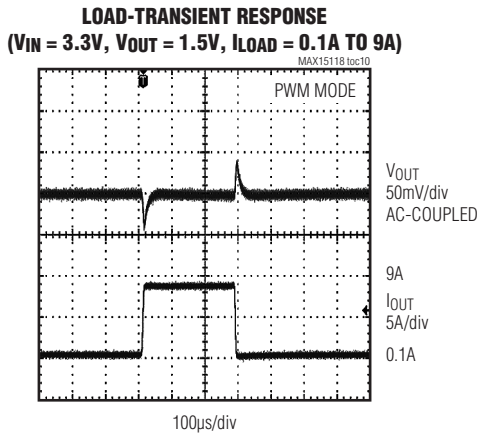 LOAD-TRANSIENT RESPONSE
(VIN = 3.3V, VOUT = 1.5V, ILOAD = 0.1A TO 9A)
MAX15118 toc10
T
PWM MODE
VOUT
50mV/div
AC-COUPLED
9A
IOUT
5A/div
0.1A
100µs/div